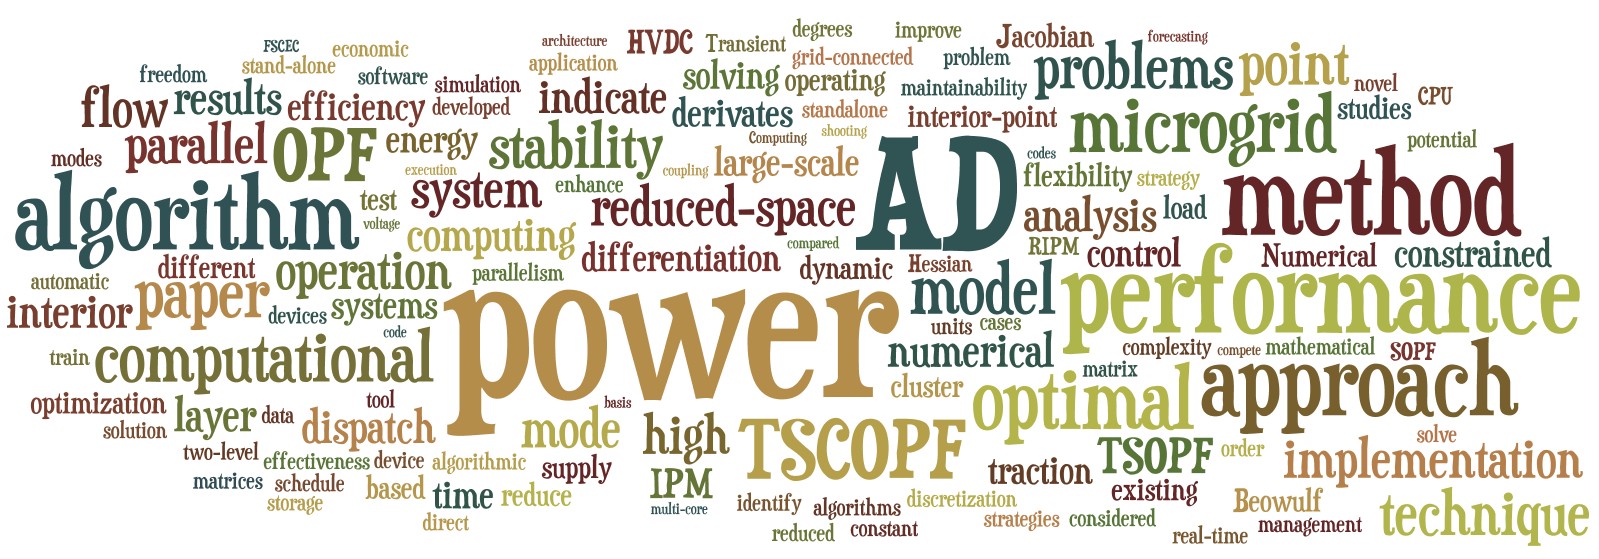 FSCEC
economic
architecture
HVDC
Transient
degrees
improve
Jacobian
forecasting
freedom
stand-alone
software
simulation
application
solving
operating
grid-connected
problem
maintainability
problems
point
novel
CPU
flow
results
efficiency
developed
indicate
derivates
standalone
interior-point
microgrid
studies
modes
parallel
OPF
energy
stability
Computing
shooting
large-scale
coupling
execution
AD
codes
flexibility
strategy
potential
algorithm
test
voltage
system
enhance
reduced-space
computing
compared
analysis
load
method
automatic
different
operation
parallelism
differentiation
dynamic
Hessian
RIPM
control
Numerical
constrained
interior
paper
devices
systems
code
power
model
units
cases
performance
train
computational
numerical
matrix
complexity
compete
mathematical
SOPF
optimization
solution
layer
data
tool
dispatch
mode
basis
cluster
optimal
approach
two-level
effectiveness
device
algorithmic
supply
high
TSCOPF
traction
TSOPF
order
solve
implementation
matrices
schedule
storage
based
time
reduce
direct
IPM
multi-core
identify
algorithms
discretization
reduced
constant
strategies
considered
existing
Beowulf
real-time
management
technique